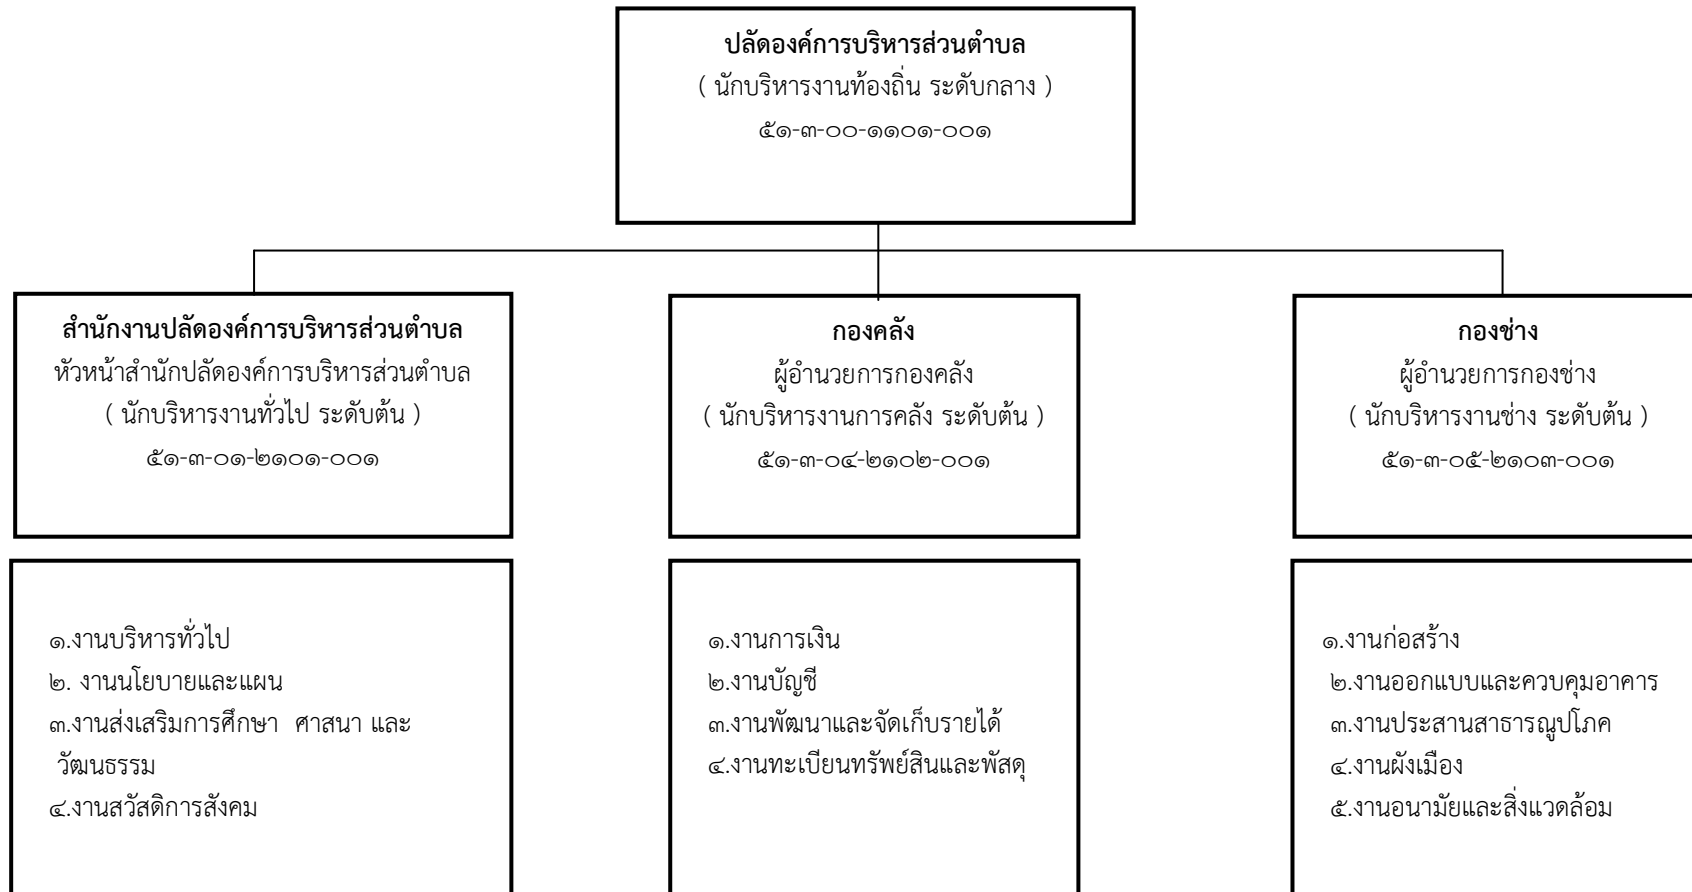 ปลัดองค์การบริหารส่วนตำบล
( นักบริหารงานท้องถิ่น ระดับกลาง )
๕๑-๓-๐๐-๑๑๐๑-๐๐๑
สำนักงานปลัดองค์การบริหารส่วนตำบล
หัวหน้าสำนักปลัดองค์การบริหารส่วนตำบล
( นักบริหารงานทั่วไป ระดับต้น )
๕๑-๓-๐๑-๒๑๐๑-๐๐๑
กองคลัง
ผู้อำนวยการกองคลัง
( นักบริหารงานการคลัง ระดับต้น )
๕๑-๓-๐๔-๒๑๐๒-๐๐๑
กองช่าง
ผู้อำนวยการกองช่าง
( นักบริหารงานช่าง ระดับต้น )
๕๑-๓-๐๕-๒๑๐๓-๐๐๑
๑.งานบริหารทั่วไป
๒. งานนโยบายและแผน
๓.งานส่งเสริมการศึกษา ศาสนา และ
วัฒนธรรม
๔.งานสวัสดิการสังคม
๑.งานการเงิน
๒.งานบัญชี
๓.งานพัฒนาและจัดเก็บรายได้
๔.งานทะเบียนทรัพย์สินและพัสดุ
๑.งานก่อสร้าง
๒.งานออกแบบและควบคุมอาคาร
๓.งานประสานสาธารณูปโภค
๔.งานผังเมือง
๕.งานอนามัยและสิ่งแวดล้อม